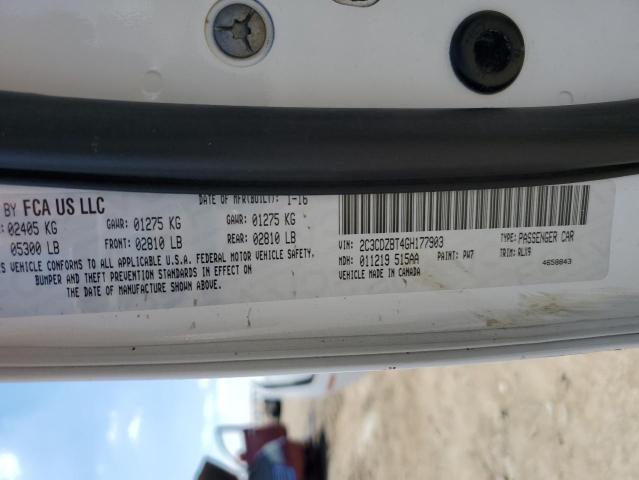 BY FCA US LLC
DATE OF MFR(BUILT): 1-16
02405 KG
GAWR: 01275 KG
GAWR: 01275 KG
05300 LB
FRONT: 02810 LB
REAR: 02810 LB
VEHICLE CONFORMS TO ALL APPLICABLE U.S.A. FEDERAL MOTOR VEHICLE SAFETY,
BUMPER AND THEFT PREVENTION STANDARDS IN EFFECT ON
THE DATE OF MANUFACTURE SHOWN ABOVE.
VIN: 2C3CDZBT4GH177903
TYPE: PASSENGER CAR
MDH: 011219 515AA
PAINT: PW7
TRIM: RLX9
VEHICLE MADE IN CANADA
4658843